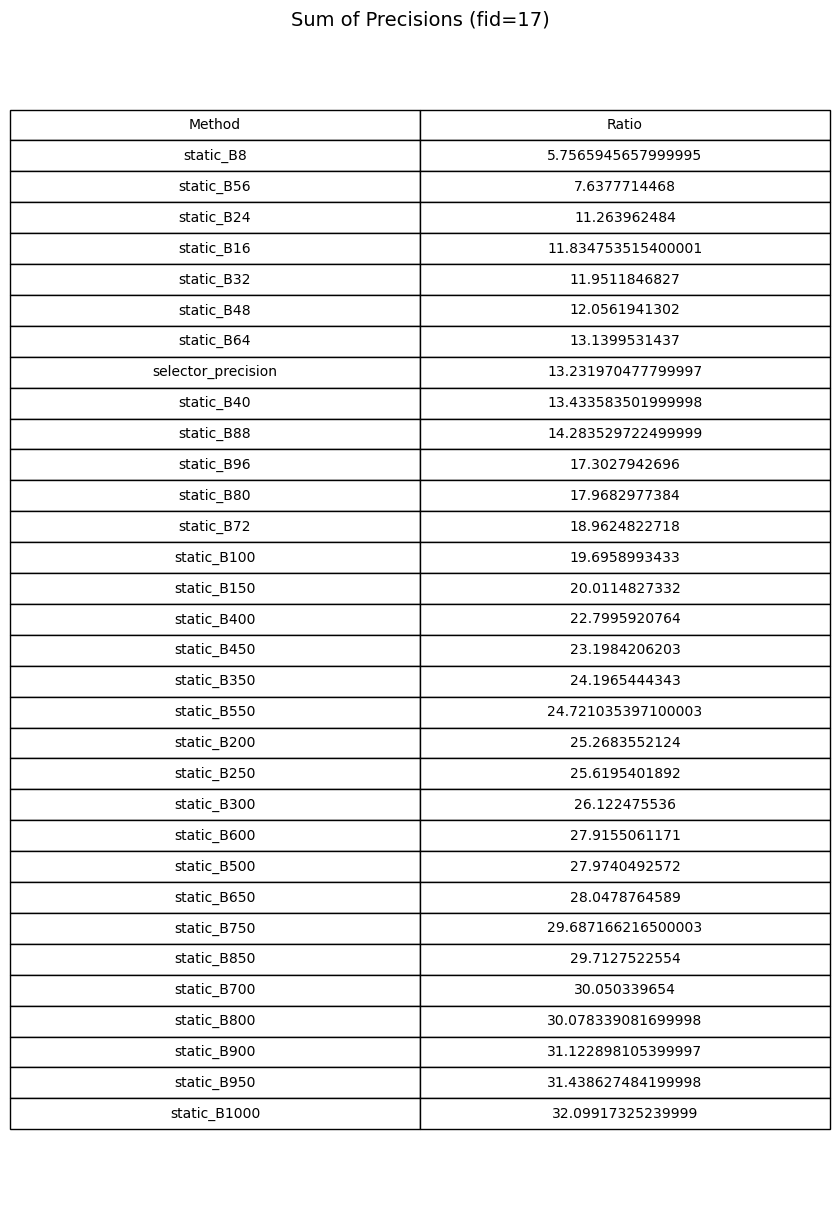 Sum of Precisions (fid=17)
Method Ratio
static_B8 5.7565945657999995
static_B56 7.6377714468
static_B24 11.263962484
static_B16 11.834753515400001
static_B32 11.9511846827
static_B48 12.0561941302
static_B64 13.1399531437
selector_precision 13.231970477799997
static_B40 13.433583501999998
static_B88 14.283529722499999
static_B96 17.3027942696
static_B80 17.9682977384
static_B72 18.9624822718
static_B100 19.6958993433
static_B150 20.0114827332
static_B400 22.7995920764
static_B450 23.1984206203
static_B350 24.1965444343
static_B550 24.721035397100003
static_B200 25.2683552124
static_B250 25.6195401892
static_B300 26.122475536
static_B600 27.9155061171
static_B500 27.9740492572
static_B650 28.0478764589
static_B750 29.687166216500003
static_B850 29.7127522554
static_B700 30.050339654
static_B800 30.078339081699998
static_B900 31.122898105399997
static_B950 31.438627484199998
static_B1000 32.09917325239999